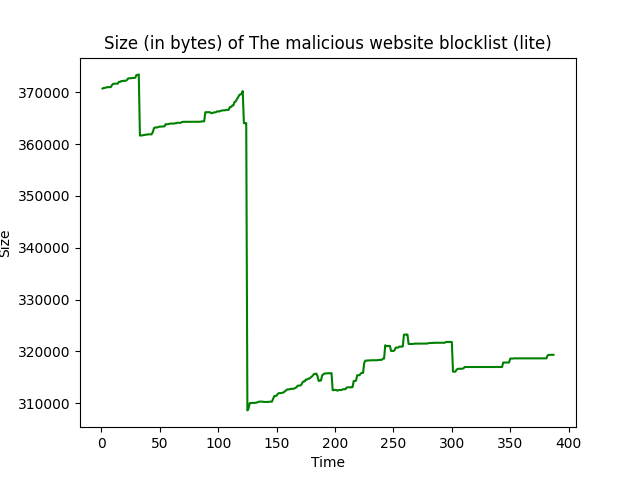 Size (in bytes) of The malicious website blocklist (lite)
370000
360000
350000
340000
330000
320000
310000
Size
0 50 100 150 200 250 300 350 400
Time